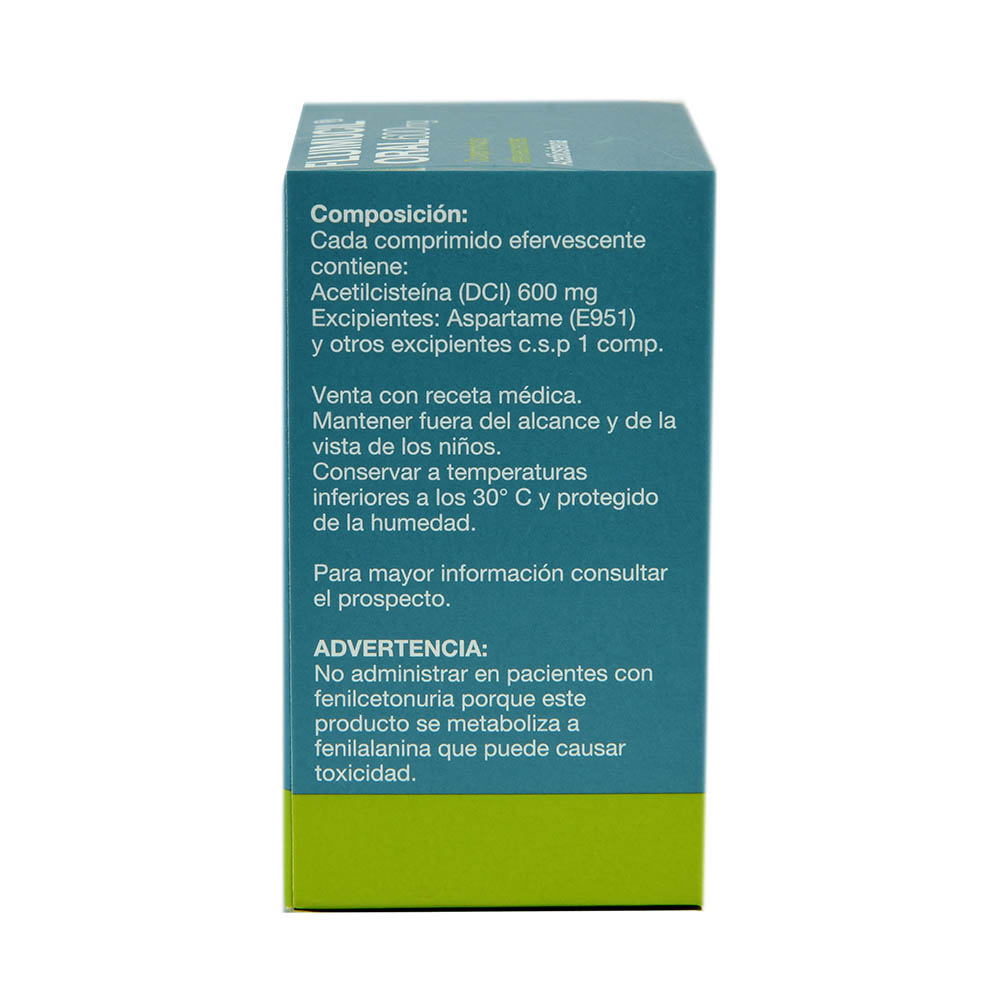 FLUIMUCIL®
ORAL 600mg
Composición:
Cada comprimido efervescente
contiene:
Acetilcisteína (DCI) 600 mg
Excipientes: Aspartame (E951)
y otros excipientes c.s.p 1 comp.
Venta con receta médica.
Mantener fuera del alcance y de la
vista de los niños.
Conservar a temperaturas
inferiores a los 30° C y protegido
de la humedad.
Para mayor información consultar
el prospecto.
ADVERTENCIA:
No administrar en pacientes con
fenilcetonuria porque este
producto se metaboliza a
fenilalanina que puede causar
toxicidad.